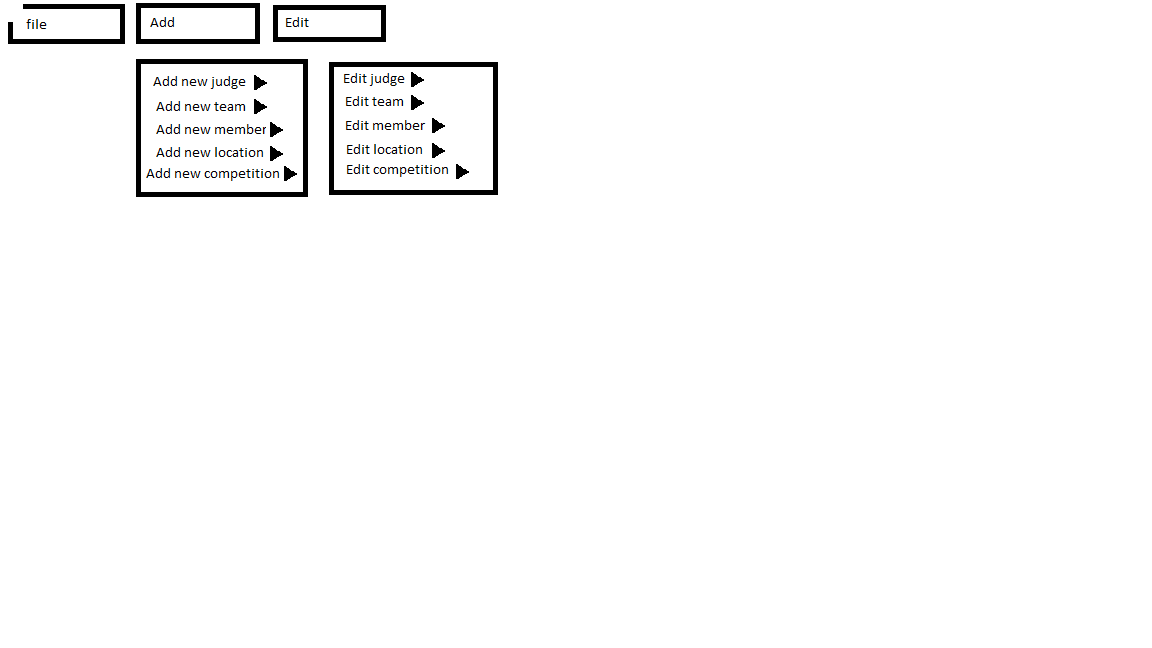 file
Add
Edit
Add new judge
Add new team
Add new member
Add new location
Add new competition
Edit judge
Edit team
Edit member
Edit location
Edit competition